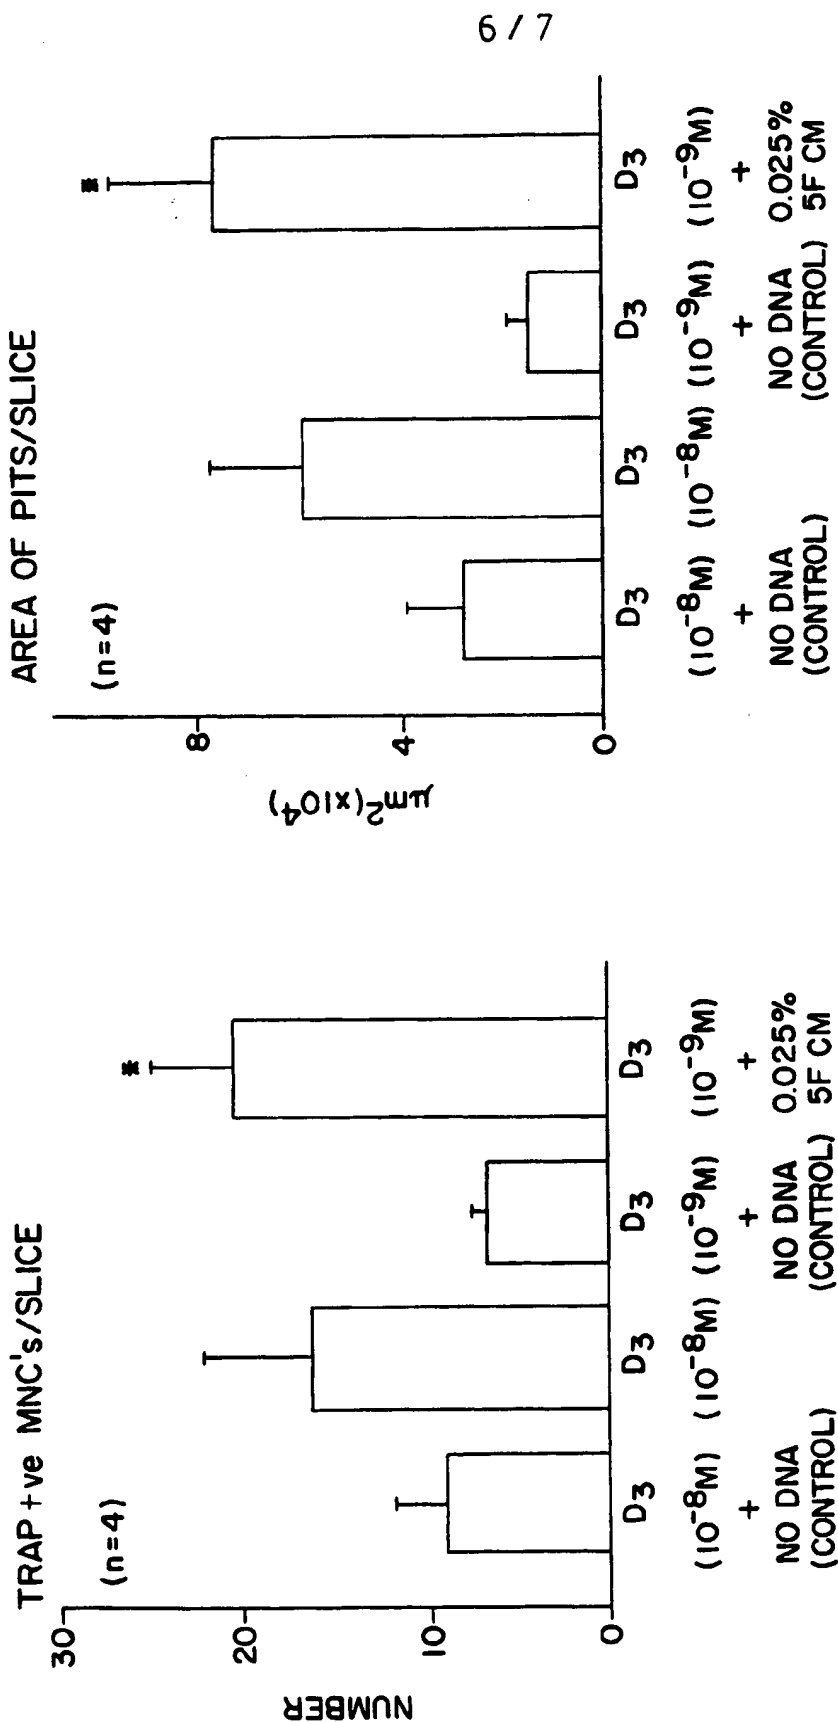 6 / 7
TRAP +ve MNC's/SLICE
(n=4)
NUMBER
30
20
10
0
D3 D3 D3 D3
(10-8M) (10-8M) (10-9M) (10-9M)
+ + +
NO DNA NO DNA 0.025%
(CONTROL) (CONTROL) 5F CM
*
AREA OF PITS/SLICE
(n=4)
μm2(x104)
8
4
0
D3 D3 D3 D3
(10-8M) (10-8M) (10-9M) (10-9M)
+ + +
NO DNA NO DNA 0.025%
(CONTROL) (CONTROL) 5F CM
*